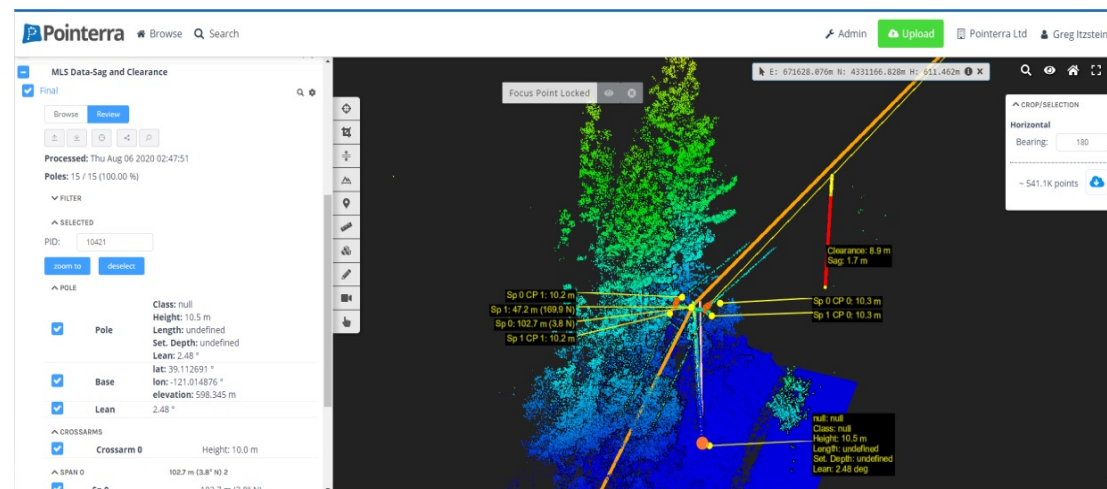 Pointerra Browse Search Admin Upload Pointerra Ltd Greg Itzstein
MLS Data-Sag and Clearance
Final
Browse Review
Processed: Thu Aug 06 2020 02:47:51
Poles: 15 / 15 (100.00 %)
FILTER
SELECTED
PID: 10421
zoom to deselect
POLE
Pole
Class: null
Height: 10.5 m
Length: undefined
Set. Depth: undefined
Lean: 2.48 °
Base
lat: 39.112691 °
lon: -121.014876 °
elevation: 598.345 m
Lean 2.48 °
CROSSARMS
Crossarm 0 Height: 10.0 m
SPAN 0 102.7 m (3.8° N) 2
E: 671628.076m N: 4331166.828m H: 611.462m
Focus Point Locked
Clearance: 8.9 m
Sag: 1.7 m
Sp 0 CP 1: 10.2 m
Sp 1: 47.2 m (169,9 N)
Sp 0: 102.7 m (3,8 N)
Sp 1 CP 1: 10.2 m
Sp 0 CP 0: 10.3 m
Sp 1 CP 0: 10.3 m
null: null
Class: null
Height: 10.5 m
Length: undefined
Set. Depth: undefined
Lean: 2.48 deg
CROP/SELECTION
Horizontal
Bearing: 180
~ 541.1K points